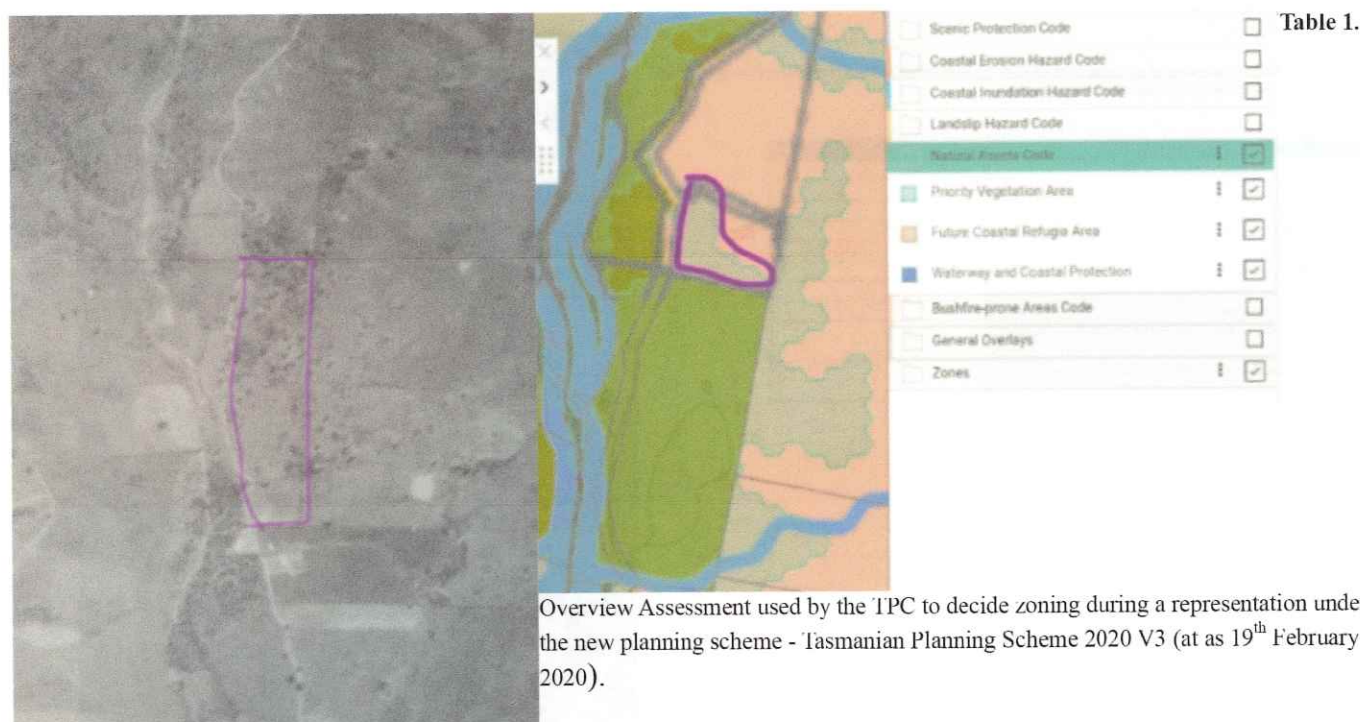 Table 1.
Scenic Protection Code
Coastal Erosion Hazard Code
Coastal Inundation Hazard Code
Landslip Hazard Code
Natural Assets Code
Priority Vegetation Area
Future Coastal Refugia Area
Waterway and Coastal Protection
Bushfire-prone Areas Code
General Overlays
Zones
Overview Assessment used by the TPC to decide zoning during a representation unde
the new planning scheme - Tasmanian Planning Scheme 2020 V3 (at as 19th February
2020).